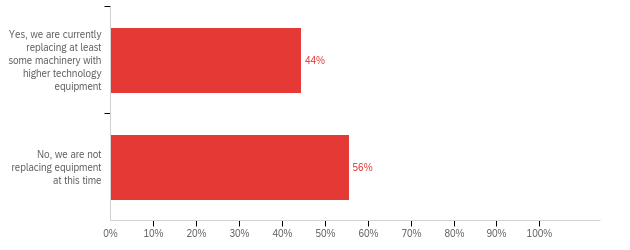 Yes, we are currently
replacing at least
some machinery with
higher technology
equipment
44%
No, we are not
replacing equipment
at this time
56%
0% 10% 20% 30% 40% 50% 60% 70% 80% 90% 100%